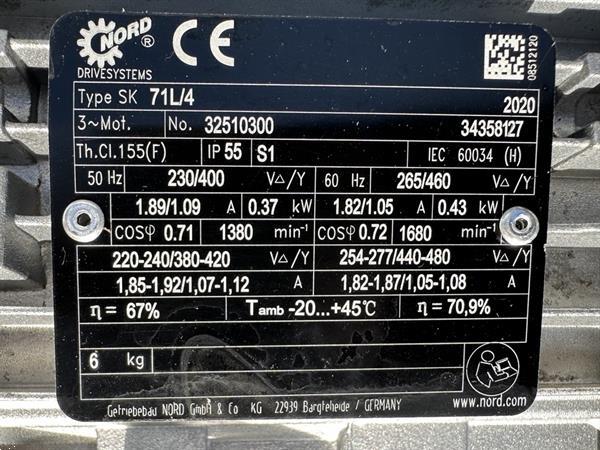 NORD ® CE
DRIVESYSTEMS
08512120
Type SK 71L/4 2020
3~Mot. No. 32510300 34358127
Th.Cl.155(F) IP 55 S1 IEC 60034 (H)
50 Hz 230/400 V△/Y 60 Hz 265/460 V△/Y
1.89/1.09 A 0.37 kW 1.82/1.05 A 0.43 kW
COSφ 0.71 1380 min⁻¹ COSφ 0.72 1680 min⁻¹
220-240/380-420 V△/Y 254-277/440-480 V△/Y
1,85-1,92/1,07-1,12 A 1,82-1,87/1,05-1,08 A
η = 67% Tamb -20...+45°C η = 70,9%
6 kg
Getriebebau NORD GmbH & Co KG 22939 Bargteheide / GERMANY www.nord.com